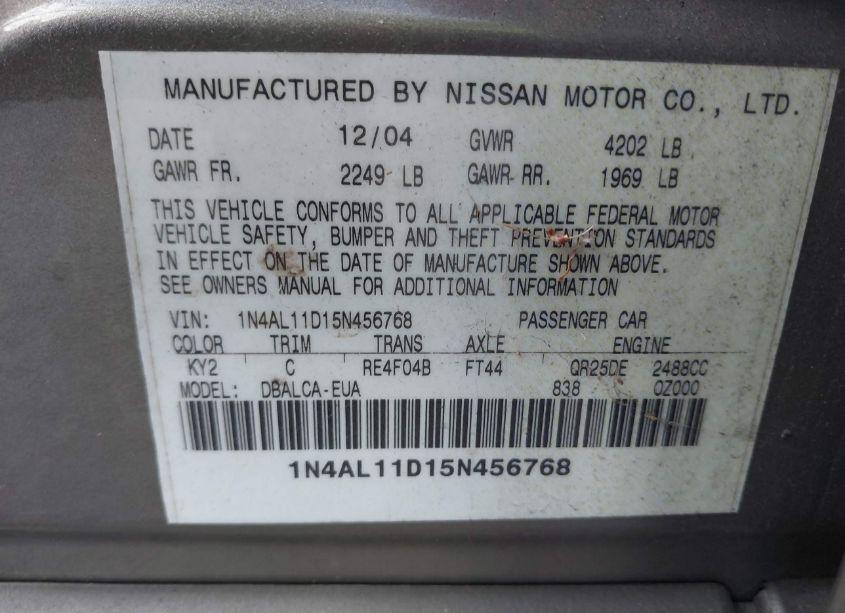 MANUFACTURED BY NISSAN MOTOR CO., LTD.
DATE 12/04 GVWR 4202 LB
GAWR FR. 2249 LB GAWR RR. 1969 LB
THIS VEHICLE CONFORMS TO ALL APPLICABLE FEDERAL MOTOR
VEHICLE SAFETY, BUMPER AND THEFT PREVENTION STANDARDS
IN EFFECT ON THE DATE OF MANUFACTURE SHOWN ABOVE.
SEE OWNERS MANUAL FOR ADDITIONAL INFORMATION
VIN: 1N4AL11D15N456768 PASSENGER CAR
COLOR TRIM TRANS AXLE ENGINE
KY2 C RE4F04B FT44 QR25DE 2488CC
MODEL: DBALCA-EUA 838 QZ000
1N4AL11D15N456768